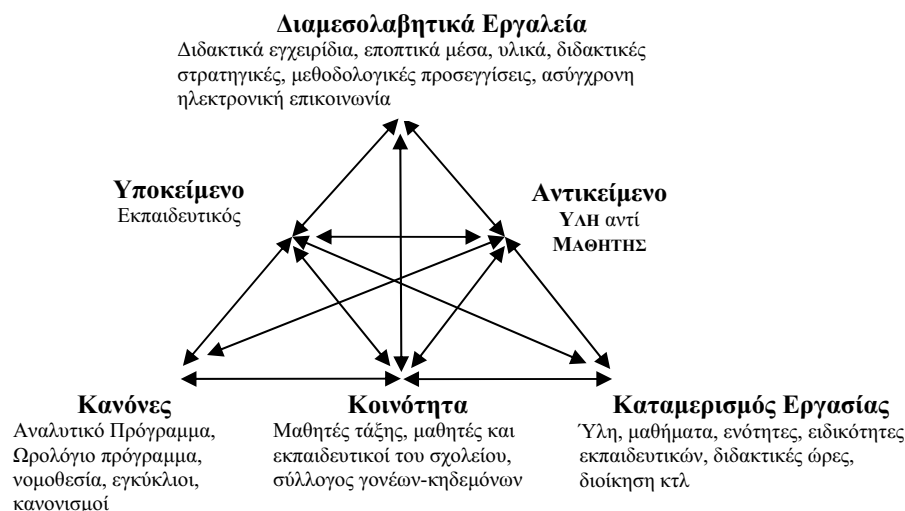 Διαμεσολαβητικά Εργαλεία
Διδακτικά εγχειρίδια, εποπτικά μέσα, υλικά, διδακτικές
στρατηγικές, μεθοδολογικές προσεγγίσεις, ασύγχρονη
ηλεκτρονική επικοινωνία
Υποκείμενο
Εκπαιδευτικός
Αντικείμενο
ΥΛΗ αντί
ΜΑΘΗΤΗΣ
Κανόνες
Αναλυτικό Πρόγραμμα,
Ωρολόγιο πρόγραμμα,
νομοθεσία, εγκύκλιοι,
κανονισμοί
Κοινότητα
Μαθητές τάξης, μαθητές και
εκπαιδευτικοί του σχολείου,
σύλλογος γονέων-κηδεμόνων
Καταμερισμός Εργασίας
Ύλη, μαθήματα, ενότητες, ειδικότητες
εκπαιδευτικών, διδακτικές ώρες,
διοίκηση κτλ